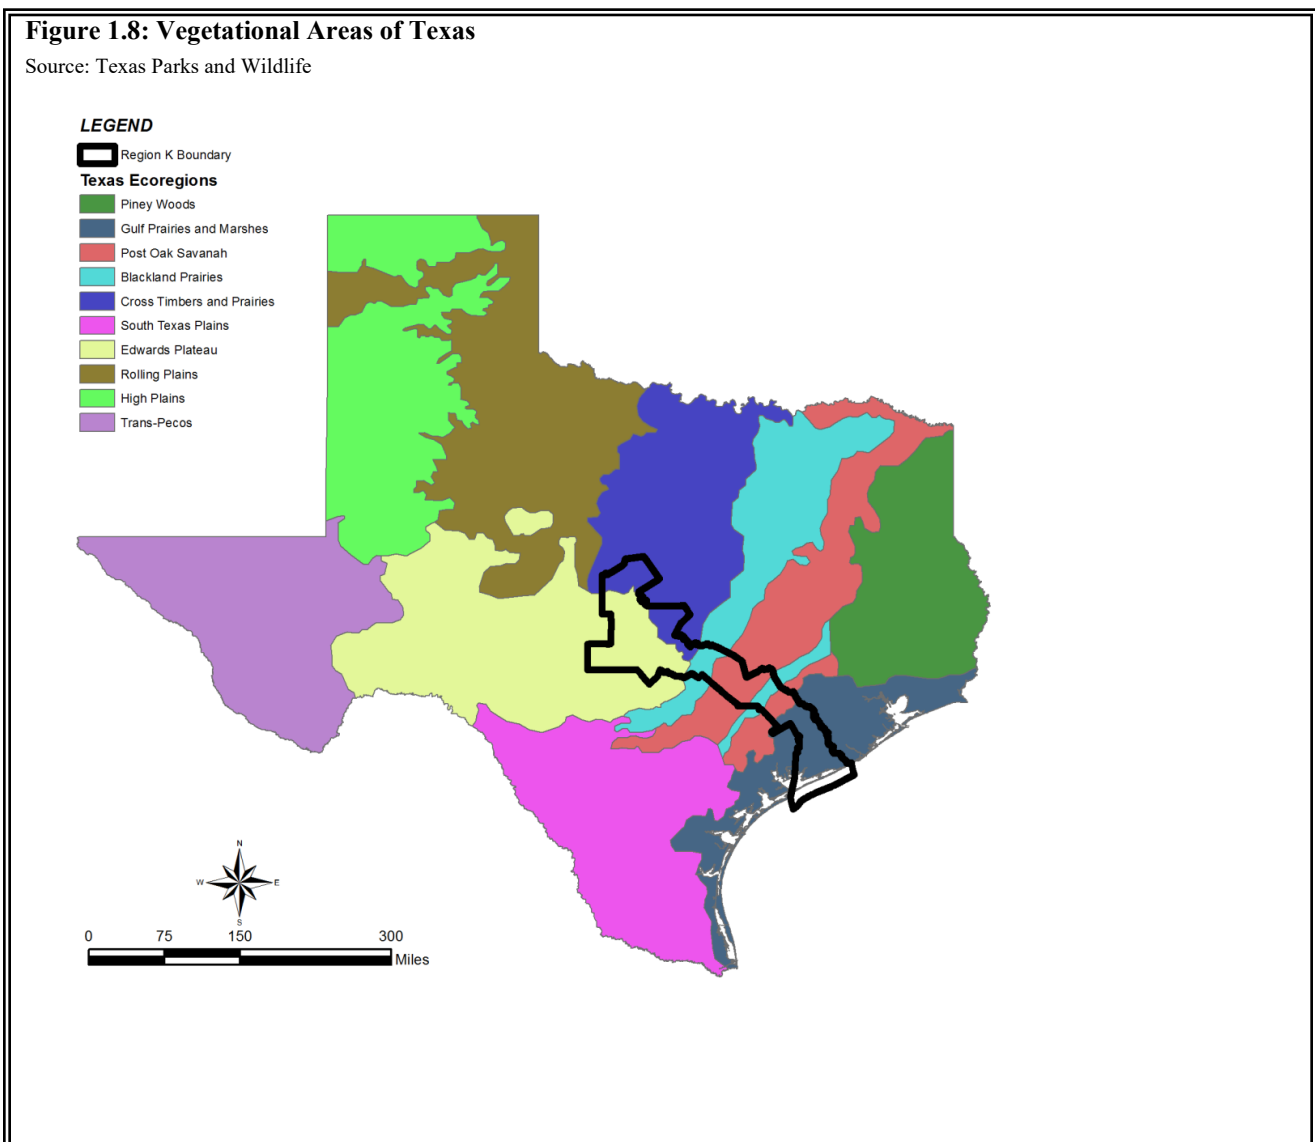 Figure 1.8: Vegetational Areas of Texas
Source: Texas Parks and Wildlife
LEGEND
Region K Boundary
Texas Ecoregions
Piney Woods
Gulf Prairies and Marshes
Post Oak Savanah
Blackland Prairies
Cross Timbers and Prairies
South Texas Plains
Edwards Plateau
Rolling Plains
High Plains
Trans-Pecos
N
W E
S
0 75 150 300
Miles